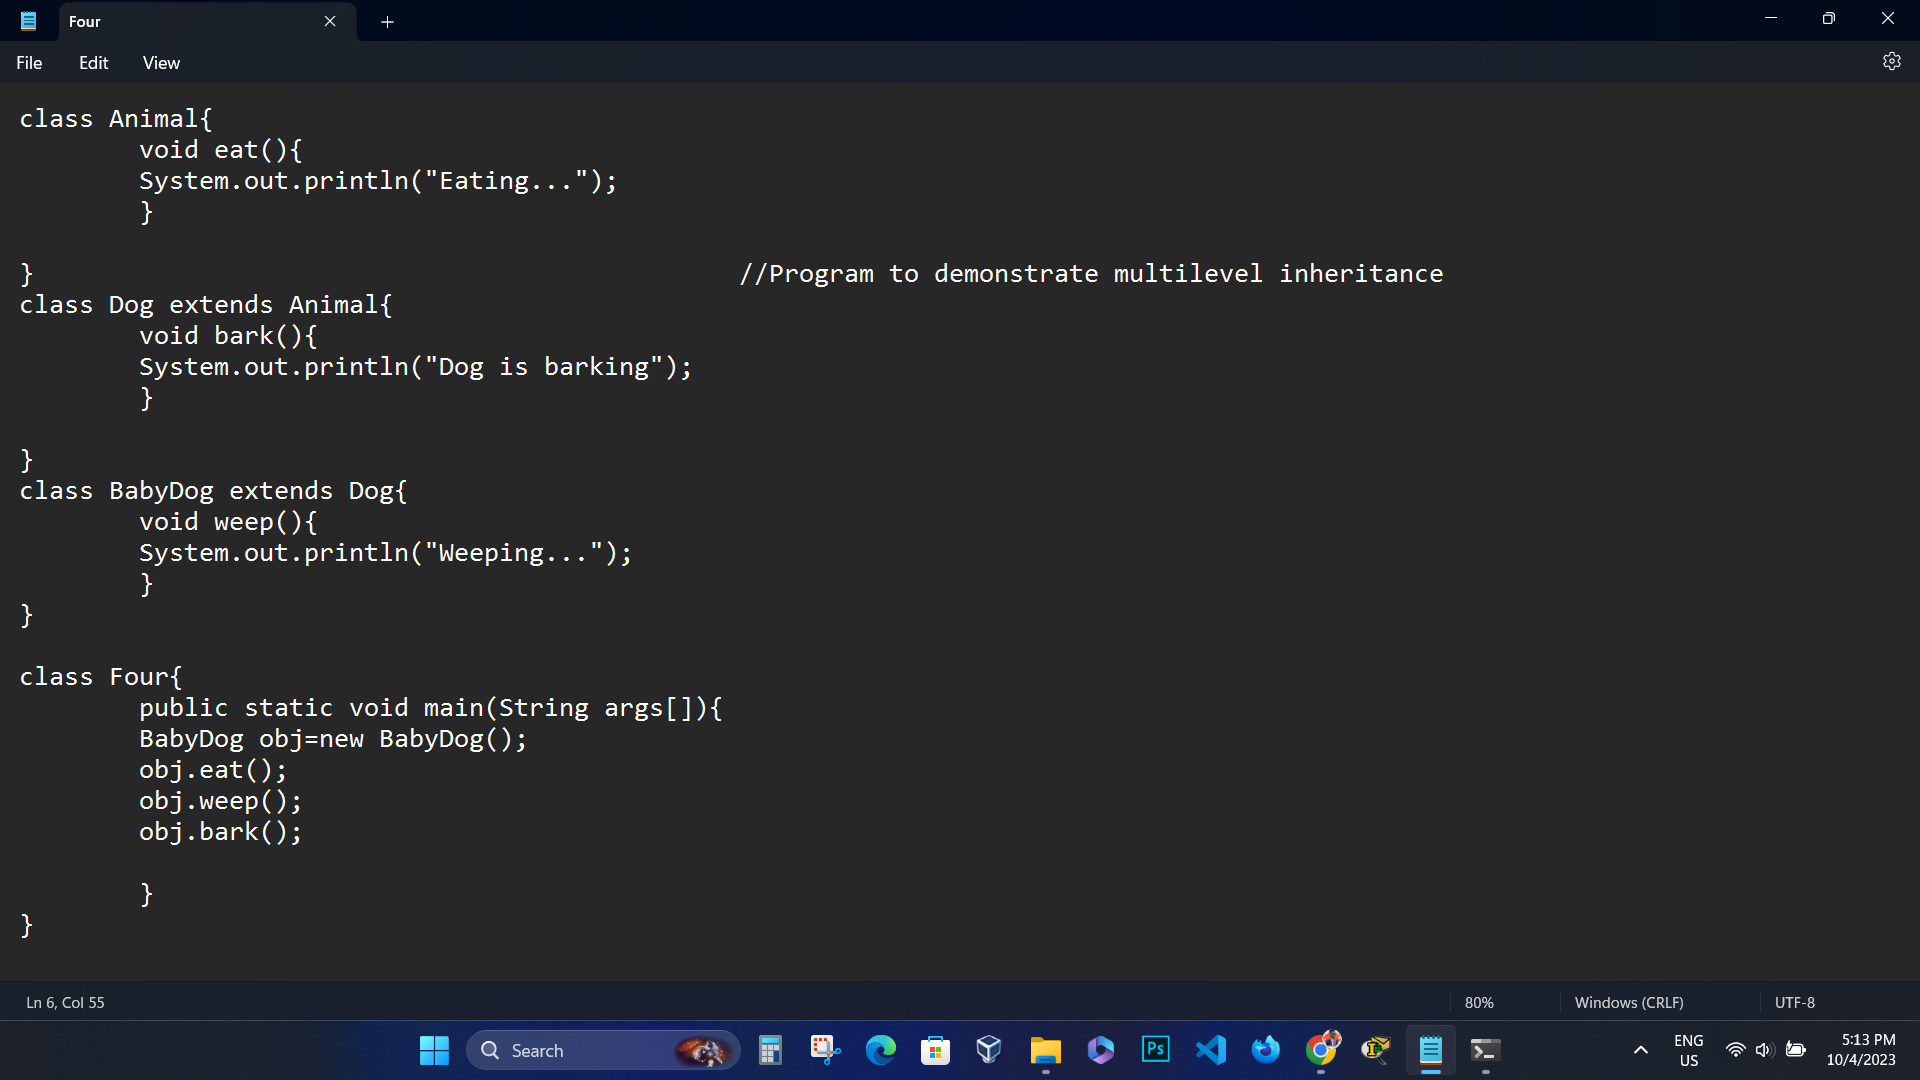 Four
File Edit View
class Animal{
void eat(){
System.out.println("Eating...");
}
} //Program to demonstrate multilevel inheritance
class Dog extends Animal{
void bark(){
System.out.println("Dog is barking");
}
}
class BabyDog extends Dog{
void weep(){
System.out.println("Weeping...");
}
}
class Four{
public static void main(String args[]){
BabyDog obj=new BabyDog();
obj.eat();
obj.weep();
obj.bark();
}
}
Ln 6, Col 55 80% Windows (CRLF) UTF-8
Search Ps ENG 5:13 PM
US 10/4/2023